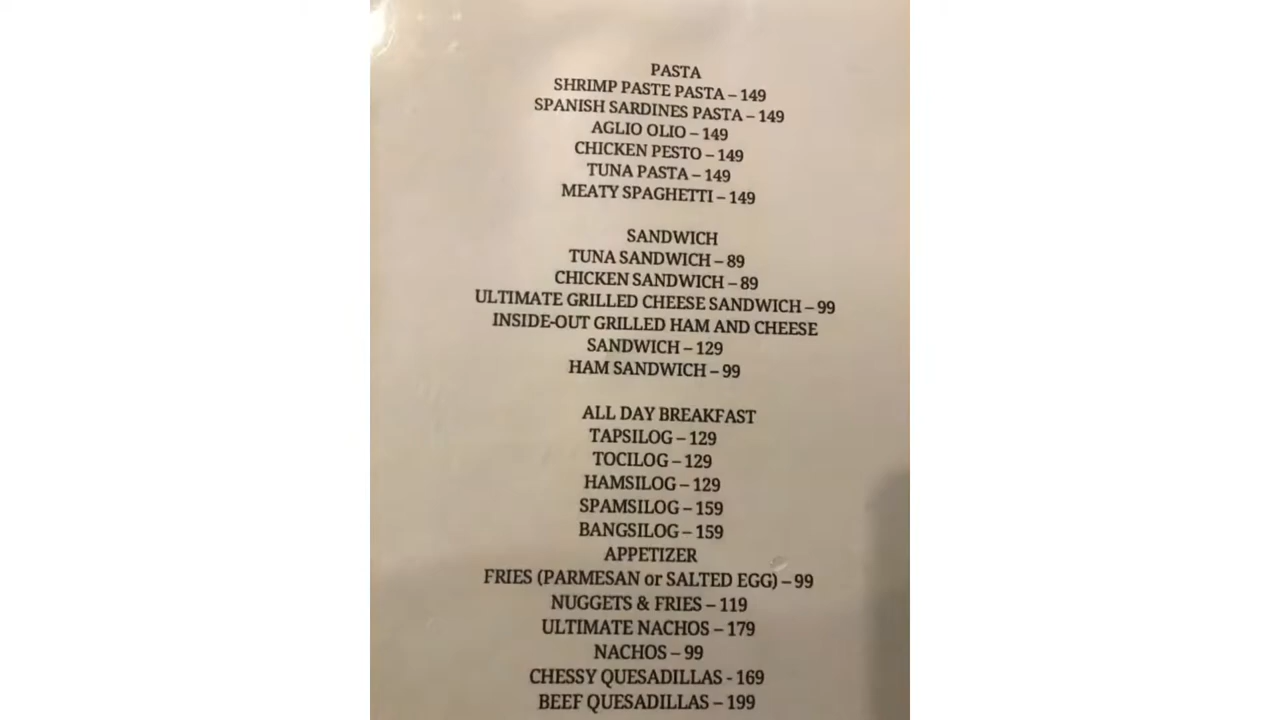 PASTA
SHRIMP PASTE PASTA – 149
SPANISH SARDINES PASTA – 149
AGLIO OLIO – 149
CHICKEN PESTO – 149
TUNA PASTA – 149
MEATY SPAGHETTI – 149
SANDWICH
TUNA SANDWICH – 89
CHICKEN SANDWICH – 89
ULTIMATE GRILLED CHEESE SANDWICH – 99
INSIDE-OUT GRILLED HAM AND CHEESE
SANDWICH – 129
HAM SANDWICH – 99
ALL DAY BREAKFAST
TAPSILOG – 129
TOCILOG – 129
HAMSILOG – 129
SPAMSILOG – 159
BANGSILOG – 159
APPETIZER
FRIES (PARMESAN or SALTED EGG) – 99
NUGGETS & FRIES – 119
ULTIMATE NACHOS – 179
NACHOS – 99
CHESSY QUESADILLAS - 169
BEEF QUESADILLAS – 199